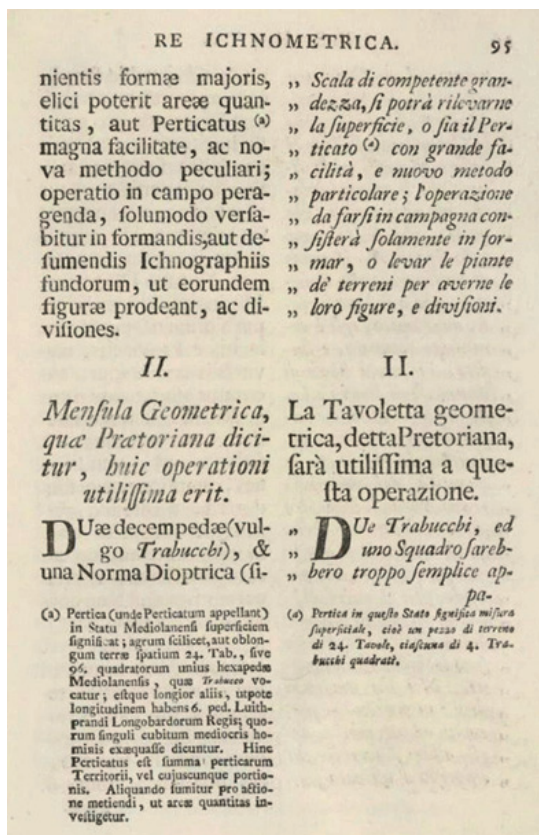 RE ICHNOMETRICA. 95
nientis formæ majoris,
elici poterit areæ quan-
titas, aut Perticatus (a)
magna facilitate, ac no-
va methodo peculiari;
operatio in campo pera-
genda, ſolumodo verſa-
bitur in formandis, aut de-
ſumendis Ichnographiis
fundorum, ut eorundem
figuræ prodeant, ac di-
viſiones.
II.
Menſula Geometrica,
quæ Prætoriana dici-
tur, huic operationi
utiliſſima erit.
DUæ decempedæ (vul-
go Trabucchi), &
una Norma Dioptrica (ſi-
(a) Pertica (unde Perticatum appellant)
in Statu Mediolanenſi ſuperficiem
ſignificat; agrum ſcilicet, aut oblon-
gum terræ ſpatium 24. Tab., ſive
96. quadratorum unius hexapedæ
Mediolanenſis, quæ Trabucco vo-
catur; eſtque longior aliis, utpote
longitudinem habens 6. ped. Luith-
prandi Longobardorum Regis; quo-
rum ſinguli cubitum mediocris ho-
minis exæquaſſe dicuntur. Hinc
Perticatus eſt ſumma perticarum
Territorii, vel cujuſcunque portio-
nis. Aliquando ſumitur pro actio-
ne metiendi, ut areæ quantitas in-
veſtigetur.
„ Scala di competente gran-
„ dezza, ſi potrà rilevarne
„ la ſuperficie, o ſia il Per-
„ ticato (a) con grande fa-
„ cilità, e nuovo metodo
„ particolare; l'operazione
„ da farſi in campagna con-
„ ſiſterà ſolamente in for-
„ mar, o levar le piante
„ de' terreni per averne le
„ loro figure, e diviſioni.
II.
La Tavoletta geome-
trica, detta Pretoriana,
ſarà utiliſſima a que-
ſta operazione.
„ DUe Trabucchi, ed
„ uno Squadro ſareb-
„ bero troppo ſemplice ap-
pa-
(a) Pertica in queſto Stato ſignifica miſura
ſuperficiale, cioè un pezzo di terreno
di 24. Tavole, ciaſcuna di 4. Tra-
bucchi quadrati.